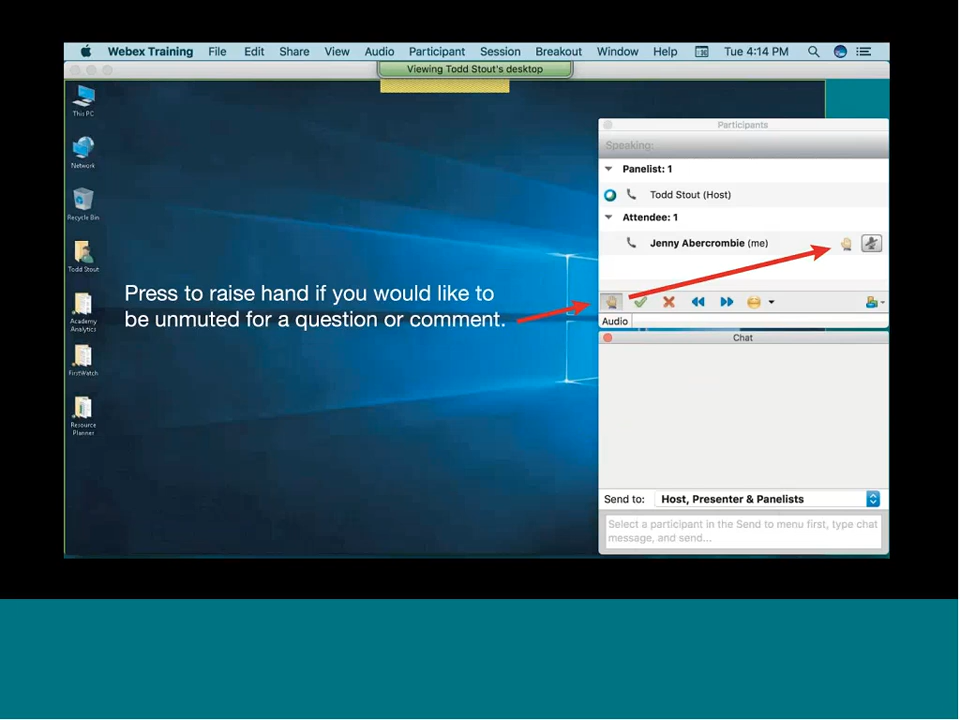 Webex Training File Edit Share View Audio Participant Session Breakout Window Help Tue 4:14 PM
Viewing Todd Stout's desktop
This PC
Network
Recycle Bin
Todd Stout
Academy
Analytics
FirstWatch
Resource
Planner
Press to raise hand if you would like to
be unmuted for a question or comment.
Participants
Speaking:
Panelist: 1
Todd Stout (Host)
Attendee: 1
Jenny Abercrombie (me)
Audio
Chat
Send to: Host, Presenter & Panelists
Select a participant in the Send to menu first, type chat
message, and send...